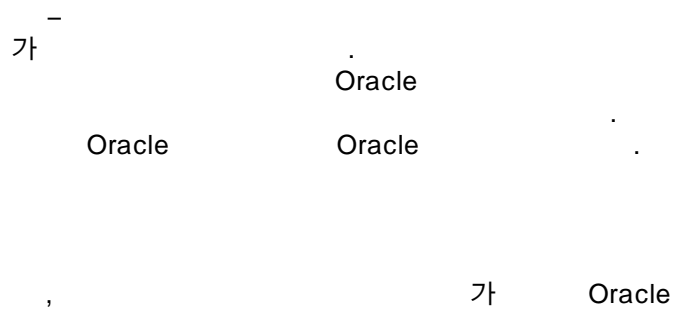 –
가 .
Oracle
.
Oracle Oracle .
, 가 Oracle